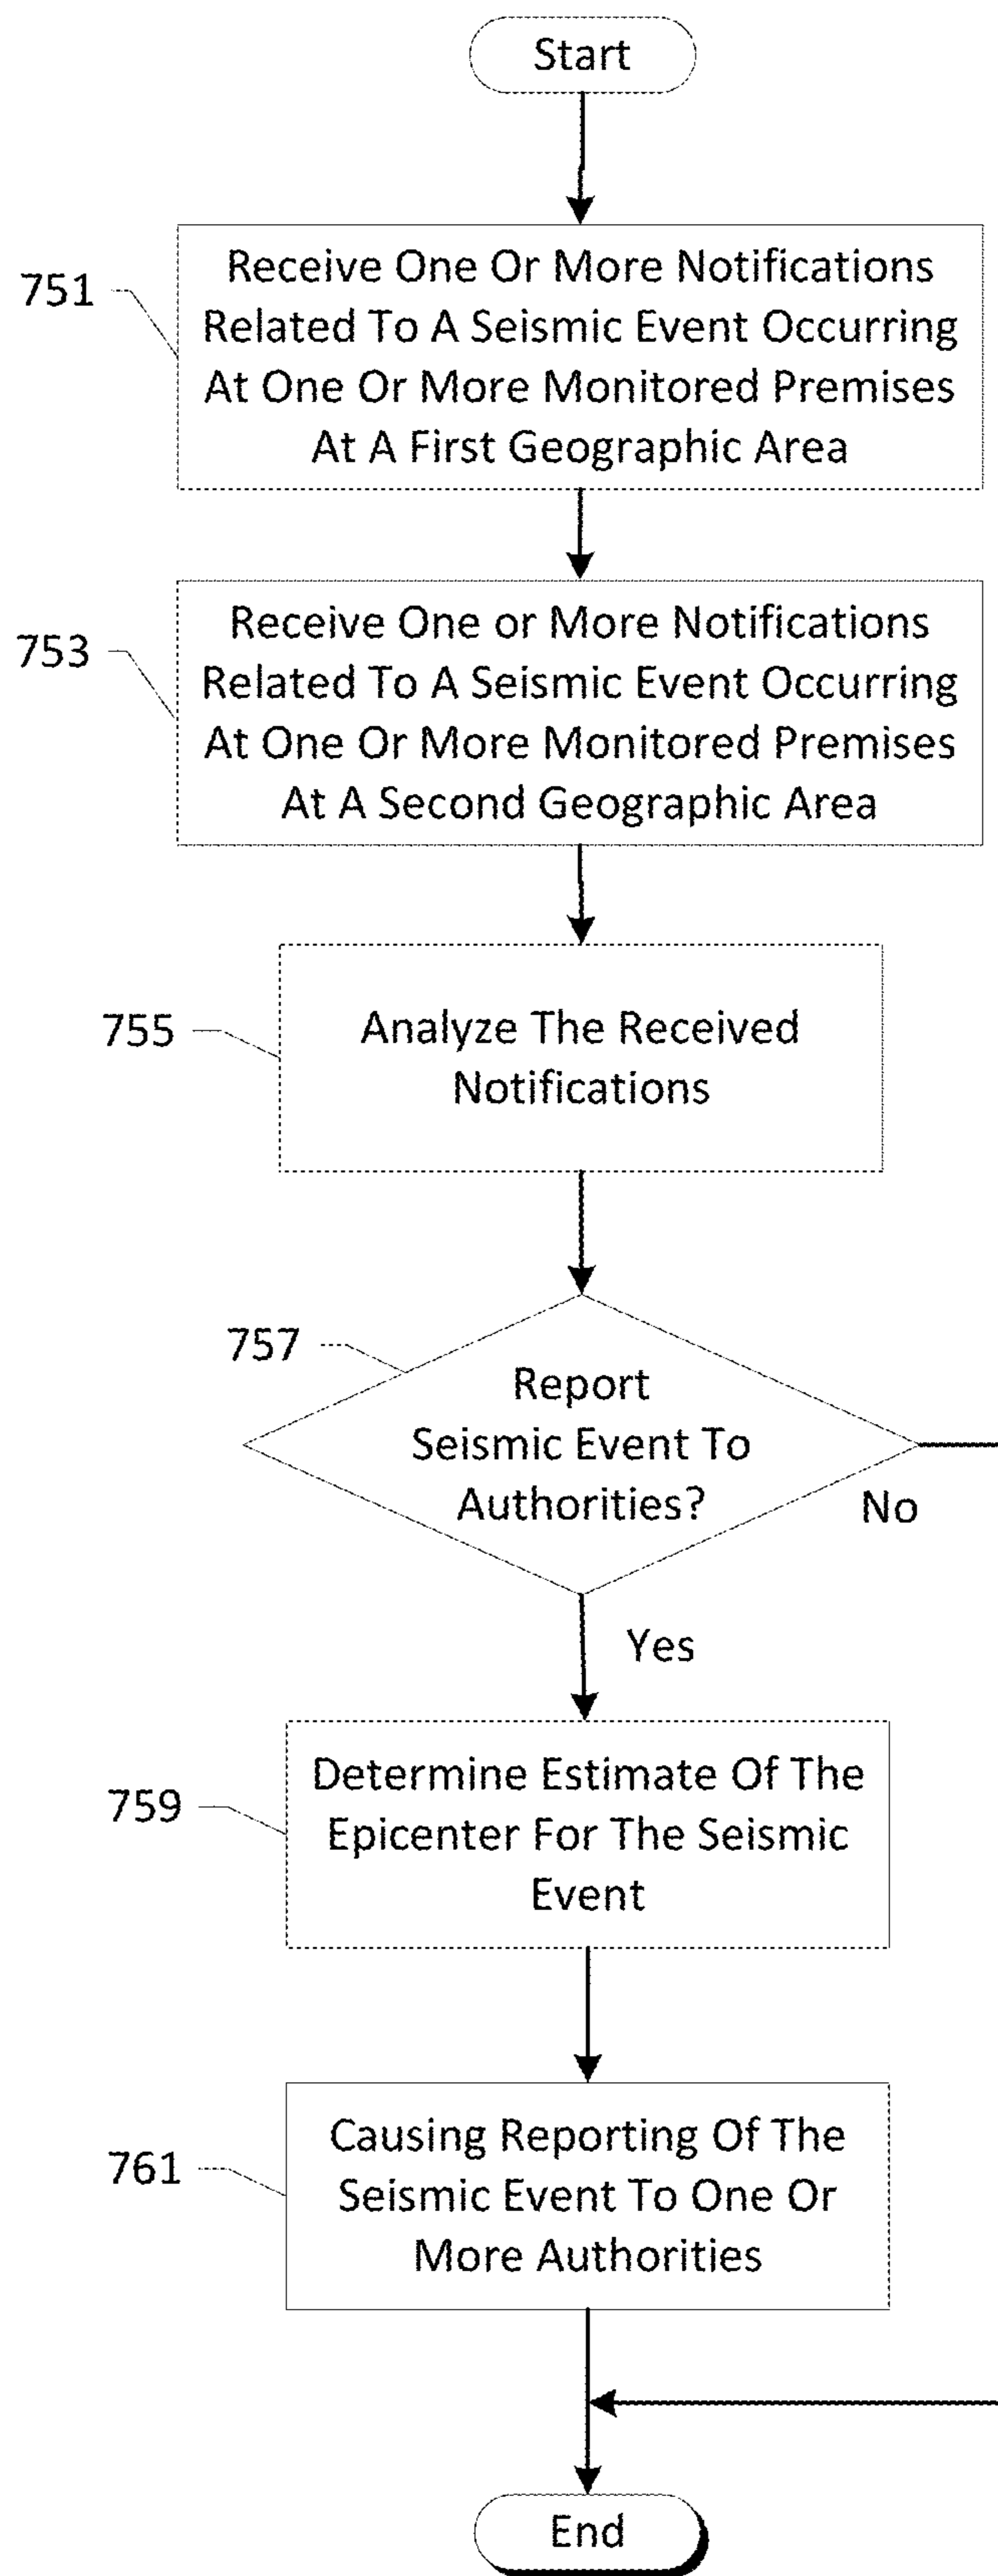 Start
751
Receive One Or More Notifications
Related To A Seismic Event Occurring
At One Or More Monitored Premises
At A First Geographic Area
753
Receive One or More Notifications
Related To A Seismic Event Occurring
At One Or More Monitored Premises
At A Second Geographic Area
755
Analyze The Received
Notifications
757
Report
Seismic Event To
Authorities?
No
Yes
759
Determine Estimate Of The
Epicenter For The Seismic
Event
761
Causing Reporting Of The
Seismic Event To One Or
More Authorities
End